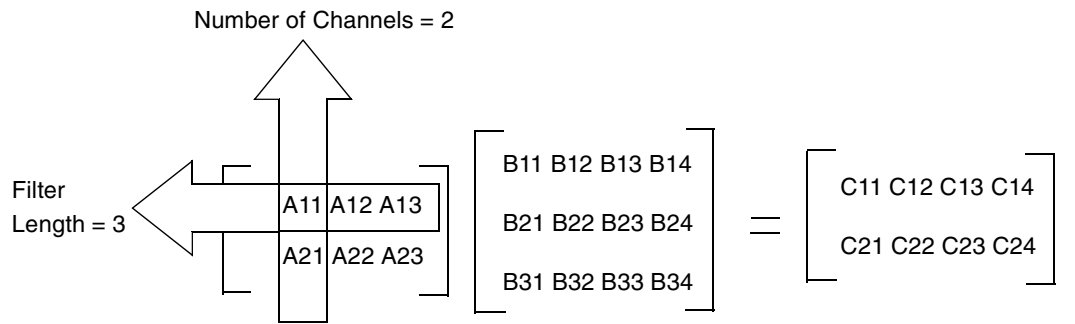 Number of Channels = 2
Filter
Length = 3
A11 A12 A13
A21 A22 A23
B11 B12 B13 B14
B21 B22 B23 B24
B31 B32 B33 B34
=
C11 C12 C13 C14
C21 C22 C23 C24